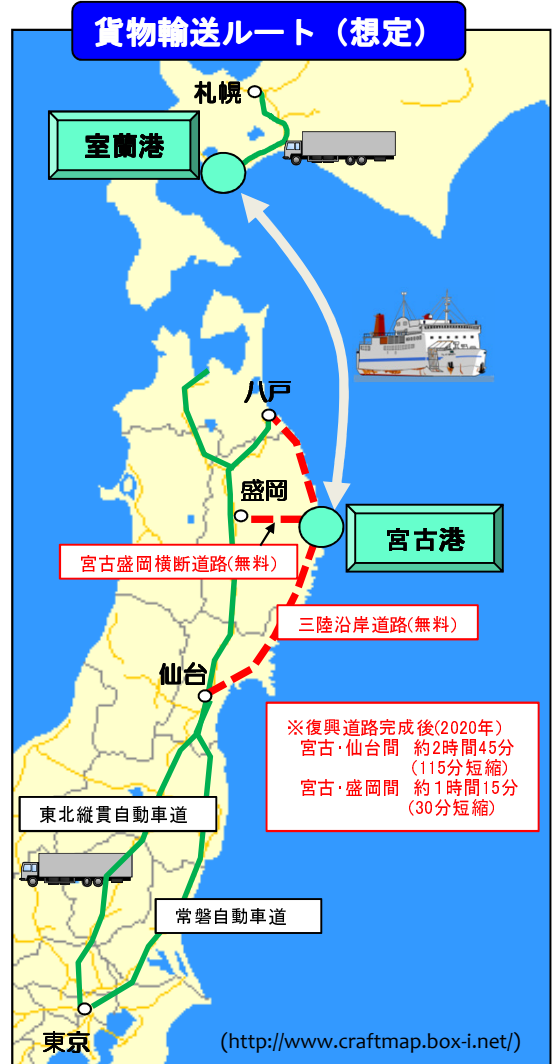 貨物輸送ルート（想定）
札幌
室蘭港
八戸
盛岡
宮古港
宮古盛岡横断道路(無料)
三陸沿岸道路(無料)
仙台
※復興道路完成後(2020年)
宮古・仙台間　約2時間45分
(115分短縮)
宮古・盛岡間　約１時間15分
(30分短縮)
東北縦貫自動車道
常磐自動車道
東京
(http://www.craftmap.box-i.net/)